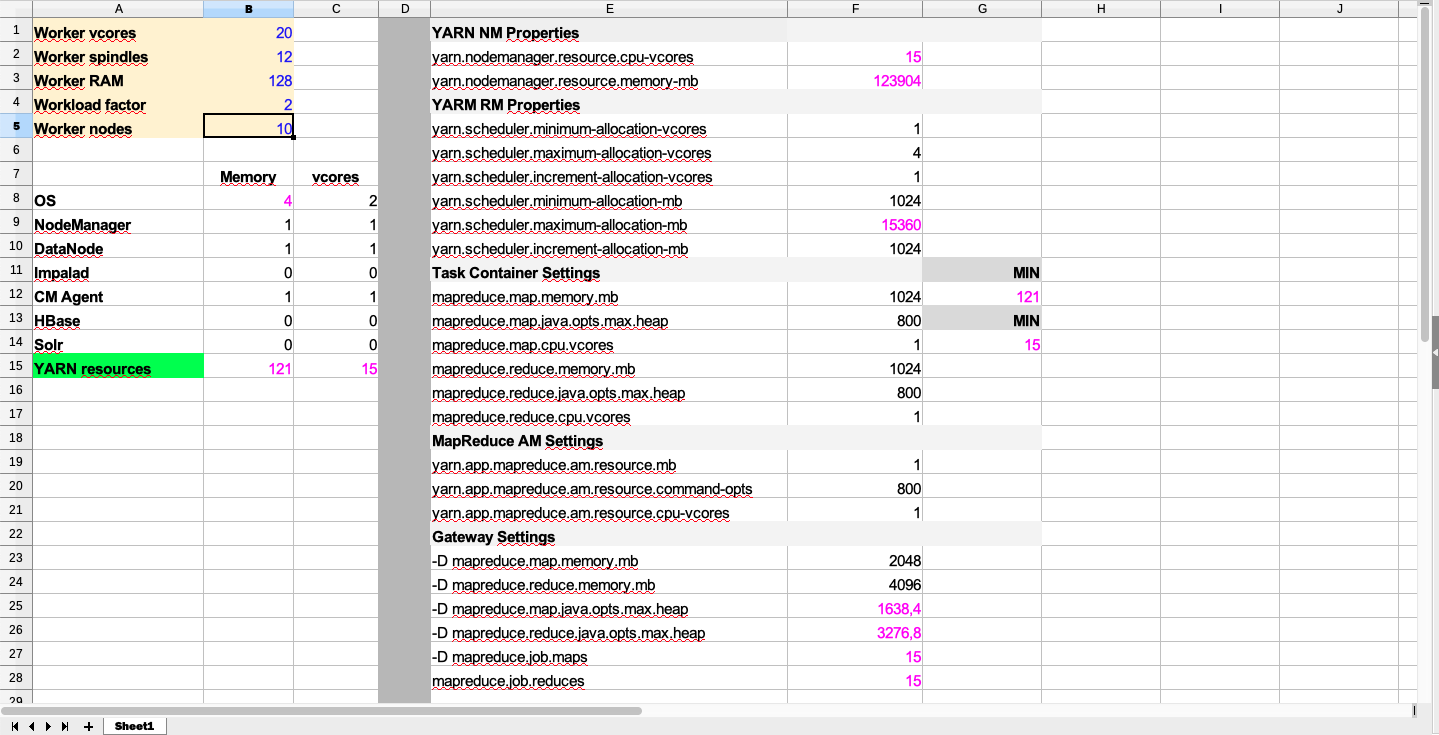 A B C D E F G H I J
1 Worker vcores 20 YARN NM Properties
2 Worker spindles 12 yarn.nodemanager.resource.cpu-vcores 15
3 Worker RAM 128 yarn.nodemanager.resource.memory-mb 123904
4 Workload factor 2 YARM RM Properties
5 Worker nodes 10 yarn.scheduler.minimum-allocation-vcores 1
6 yarn.scheduler.maximum-allocation-vcores 4
7 Memory vcores yarn.scheduler.increment-allocation-vcores 1
8 OS 4 2 yarn.scheduler.minimum-allocation-mb 1024
9 NodeManager 1 1 yarn.scheduler.maximum-allocation-mb 15360
10 DataNode 1 1 yarn.scheduler.increment-allocation-mb 1024
11 Impalad 0 0 Task Container Settings MIN
12 CM Agent 1 1 mapreduce.map.memory.mb 1024 121
13 HBase 0 0 mapreduce.map.java.opts.max.heap 800 MIN
14 Solr 0 0 mapreduce.map.cpu.vcores 1 15
15 YARN resources 121 15 mapreduce.reduce.memory.mb 1024
16 mapreduce.reduce.java.opts.max.heap 800
17 mapreduce.reduce.cpu.vcores 1
18 MapReduce AM Settings
19 yarn.app.mapreduce.am.resource.mb 1
20 yarn.app.mapreduce.am.resource.command-opts 800
21 yarn.app.mapreduce.am.resource.cpu-vcores 1
22 Gateway Settings
23 -D mapreduce.map.memory.mb 2048
24 -D mapreduce.reduce.memory.mb 4096
25 -D mapreduce.map.java.opts.max.heap 1638,4
26 -D mapreduce.reduce.java.opts.max.heap 3276,8
27 -D mapreduce.job.maps 15
28 mapreduce.job.reduces 15
29
Sheet1